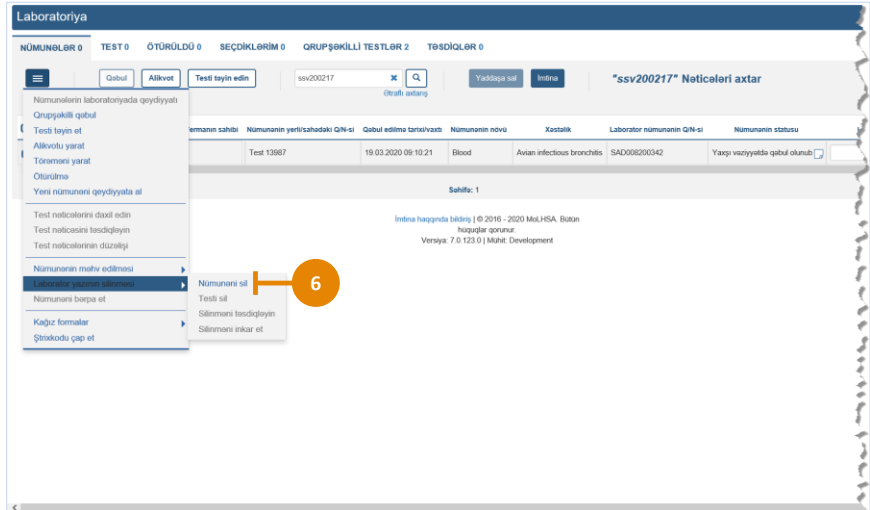 Laboratoriya
NÜMUNƏLƏR 0 TEST 0 ÖTÜRÜLDÜ 0 SEÇDİKLƏRİM 0 QRUPŞƏKİLLİ TESTLƏR 2 TƏSDİQLƏR 0
Qəbul Alikvot Testi təyin edin ssv200217 Yaddaşa sal İmtina "ssv200217" Nəticələri axtar
Ətraflı axtarış
Nümunələrin laboratoriyada qeydiyyatı
Qrupşəkilli qəbul
Testi təyin et
Alikvotu yarat
Törəməni yarat
Ötürülmə
Yeni nümunəni qeydiyyata al
Test nəticələrini daxil edin
Test nəticəsini təsdiqləyin
Test nəticələrinin düzəlişi
Nümunənin məhv edilməsi
Laborator yazının silinməsi
Nümunəni bərpa et
Kağız formalar
Ştrixkodu çap et
Nümunəni sil
Testi sil
Silinməni təsdiqləyin
Silinməni inkar et
6
Fermanın sahibi Nümunənin yerli/sahədəki Q/N-si Qəbul edilmə tarixi/vaxtı Nümunənin növü Xəstəlik Laborator nümunənin Q/N-si Nümunənin statusu
Test 13987 19.03.2020 09:10:21 Blood Avian infectious bronchitis SAD008200342 Yaxşı vəziyyətdə qəbul olunub
Səhifə: 1
İmtina haqqında bildiriş | © 2016 - 2020 MoLHSA. Bütün
hüquqlar qorunur.
Versiya: 7.0.123.0 | Mühit: Development